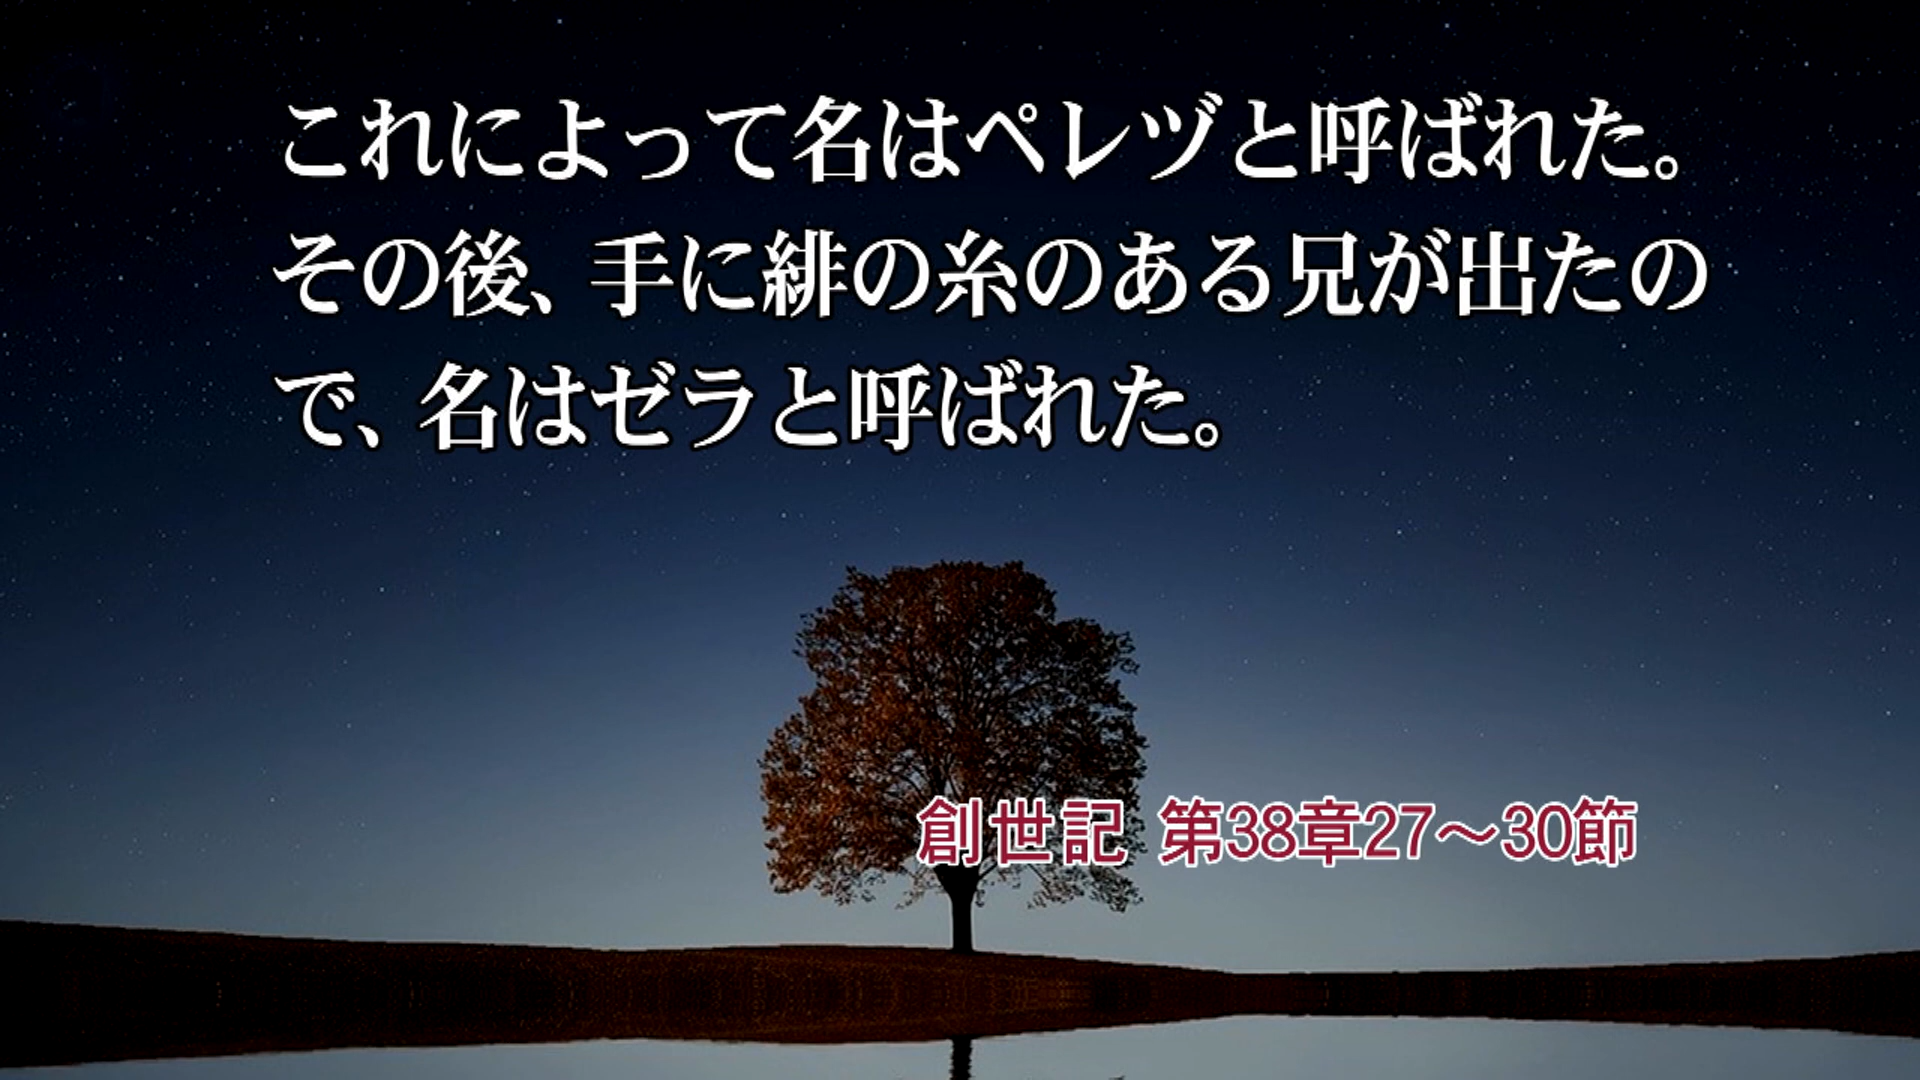 これによって名はペレヅと呼ばれた。
その後、手に緋の糸のある兄が出たの
で、名はゼラと呼ばれた。
創世記 第38章27～30節